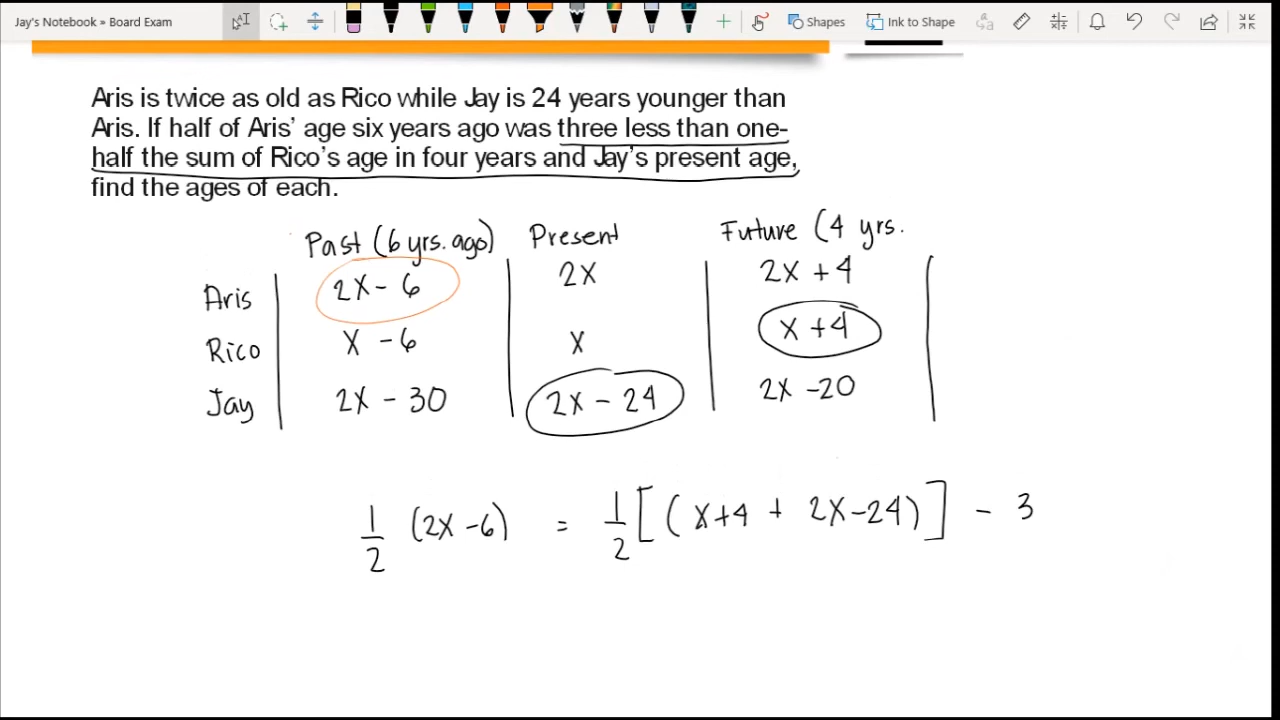 Jay's Notebook » Board Exam
Shapes
Ink to Shape
Aris is twice as old as Rico while Jay is 24 years younger than
Aris. If half of Aris' age six years ago was three less than one-
half the sum of Rico's age in four years and Jay's present age,
find the ages of each.
Past (6 yrs. ago) Present Future (4 yrs.
Aris 2X - 6 2X 2X + 4
Rico X - 6 X X + 4
Jay 2X - 30 2X - 24 2X - 20
1/2 (2X - 6) = 1/2 [(X+4 + 2X-24)] - 3